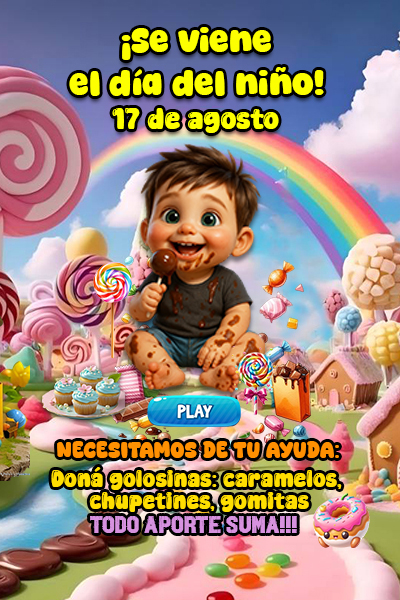 ¡Se viene
el día del niño!
17 de agosto
PLAY
NECESITAMOS DE TU AYUDA:
Doná golosinas: caramelos,
chupetines, gomitas
TODO APORTE SUMA!!!